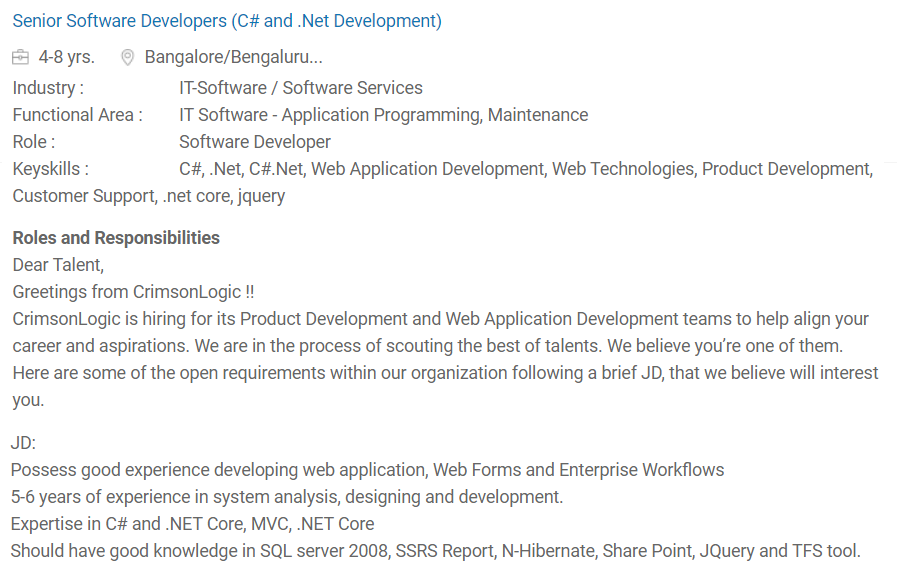 Senior Software Developers (C# and .Net Development)
4-8 yrs. Bangalore/Bengaluru...
Industry : IT-Software / Software Services
Functional Area : IT Software - Application Programming, Maintenance
Role : Software Developer
Keyskills : C#, .Net, C#.Net, Web Application Development, Web Technologies, Product Development,
Customer Support, .net core, jquery
Roles and Responsibilities
Dear Talent,
Greetings from CrimsonLogic !!
CrimsonLogic is hiring for its Product Development and Web Application Development teams to help align your
career and aspirations. We are in the process of scouting the best of talents. We believe you’re one of them.
Here are some of the open requirements within our organization following a brief JD, that we believe will interest
you.
JD:
Possess good experience developing web application, Web Forms and Enterprise Workflows
5-6 years of experience in system analysis, designing and development.
Expertise in C# and .NET Core, MVC, .NET Core
Should have good knowledge in SQL server 2008, SSRS Report, N-Hibernate, Share Point, JQuery and TFS tool.